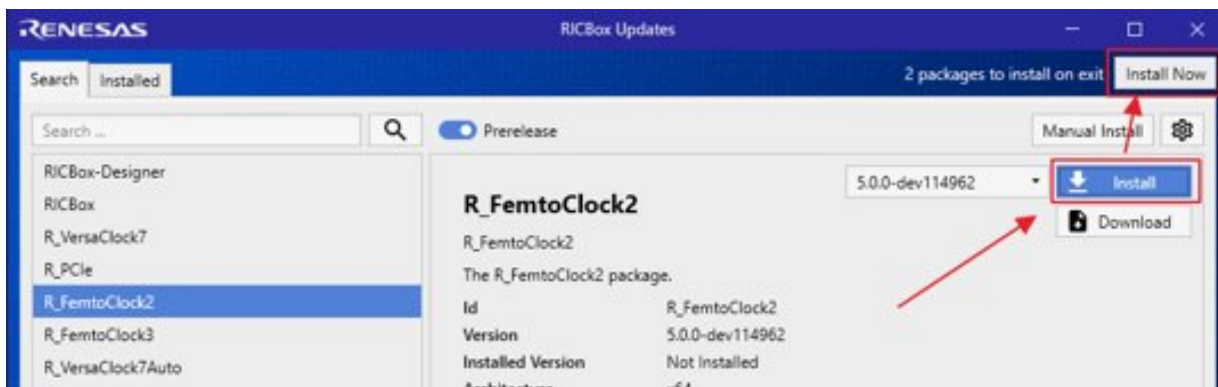 RENESAS
RICBox Updates
Search
Installed
2 packages to install on exit
Install Now
Search ...
Prerelease
Manual Install
RICBox-Designer
RICBox
R_VersaClock7
R_PCIe
R_FemtoClock2
R_FemtoClock3
R_VersaClock7Auto
5.0.0-dev114962
Install
Download
R_FemtoClock2
R_FemtoClock2
The R_FemtoClock2 package.
Id R_FemtoClock2
Version 5.0.0-dev114962
Installed Version Not Installed